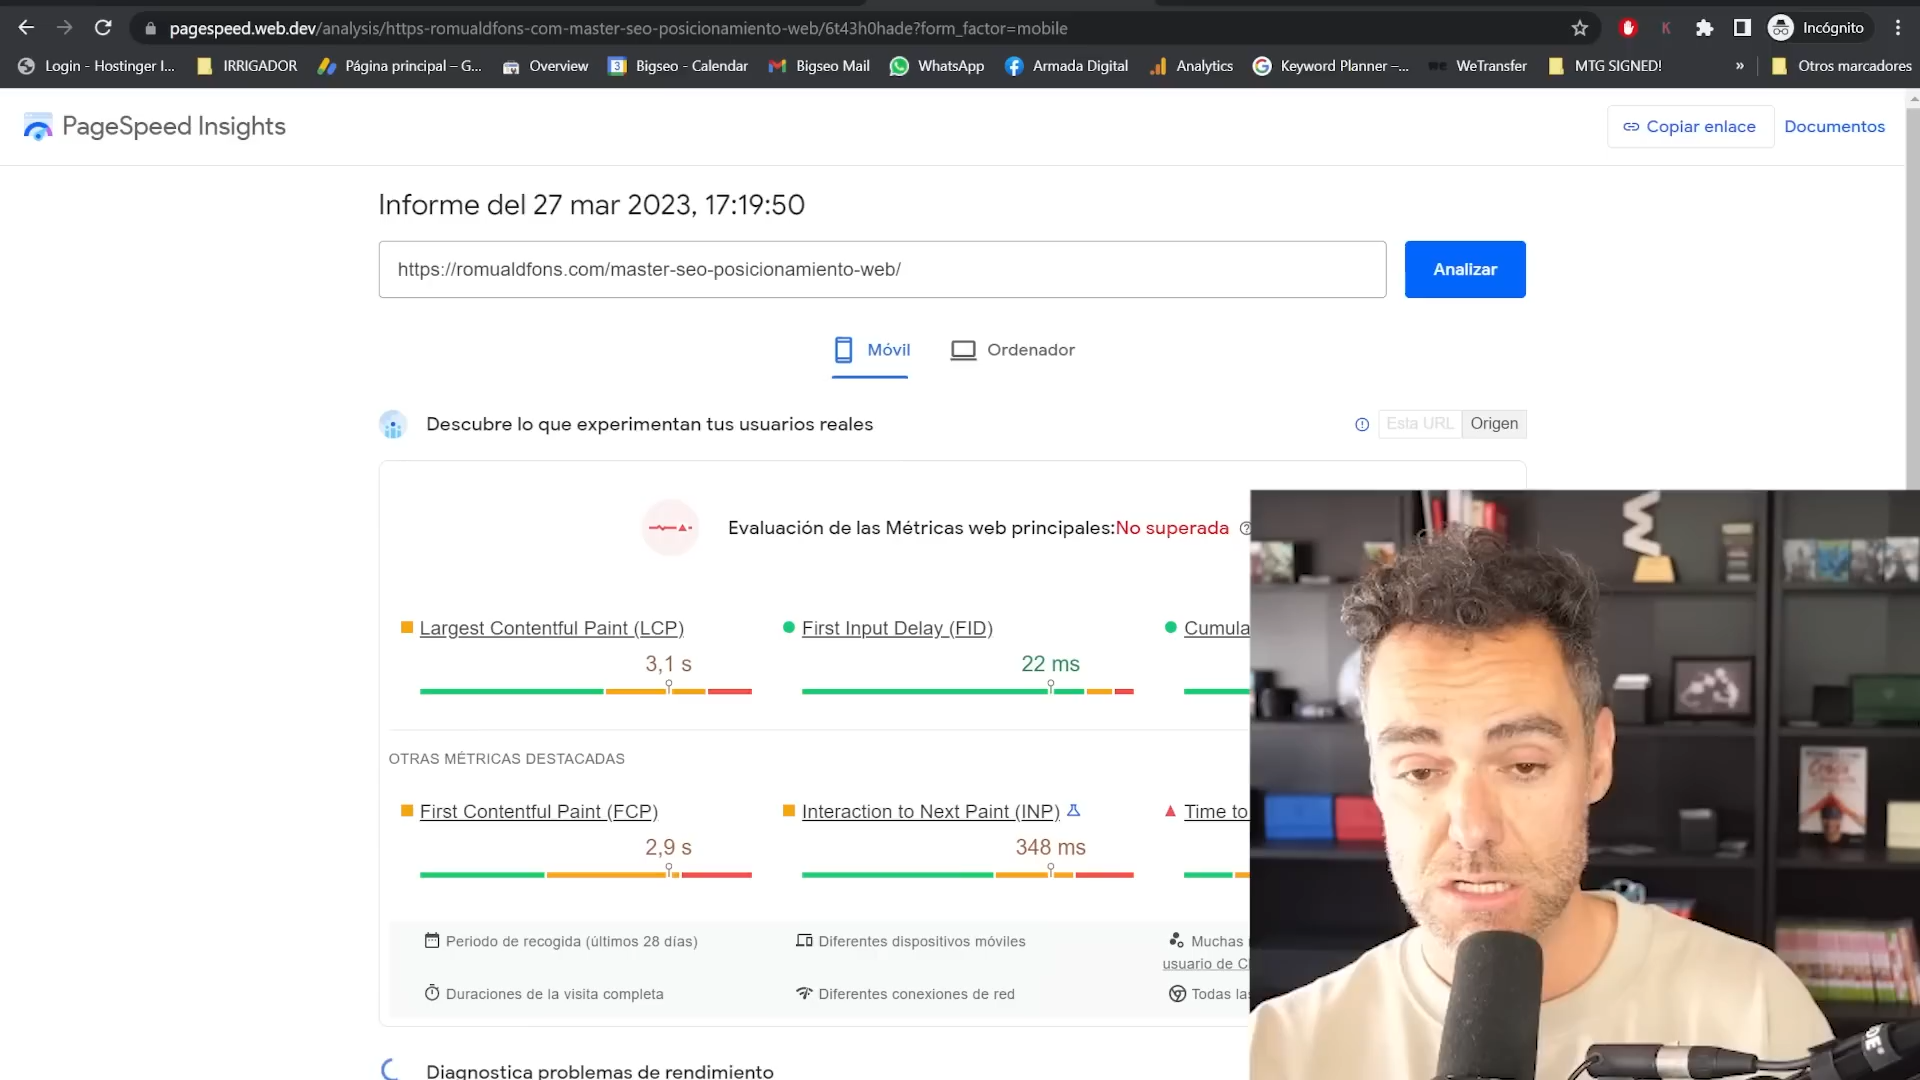 pagespeed.web.dev/analysis/https-romualdfons-com-master-seo-posicionamiento-web/6t43h0hade?form_factor=mobile
Incógnito
Login - Hostinger I...
IRRIGADOR
Página principal – G...
Overview
Bigseo - Calendar
Bigseo Mail
WhatsApp
Armada Digital
Analytics
Keyword Planner –...
WeTransfer
MTG SIGNED!
»
Otros marcadores
PageSpeed Insights
Copiar enlace
Documentos
Informe del 27 mar 2023, 17:19:50
https://romualdfons.com/master-seo-posicionamiento-web/
Analizar
Móvil
Ordenador
Descubre lo que experimentan tus usuarios reales
Esta URL
Origen
Evaluación de las Métricas web principales:No superada
Largest Contentful Paint (LCP)
3,1 s
First Input Delay (FID)
22 ms
Cumula
OTRAS MÉTRICAS DESTACADAS
First Contentful Paint (FCP)
2,9 s
Interaction to Next Paint (INP)
348 ms
Time to
Periodo de recogida (últimos 28 días)
Diferentes dispositivos móviles
Muchas
usuario de C
Duraciones de la visita completa
Diferentes conexiones de red
Todas la
Diagnostica problemas de rendimiento